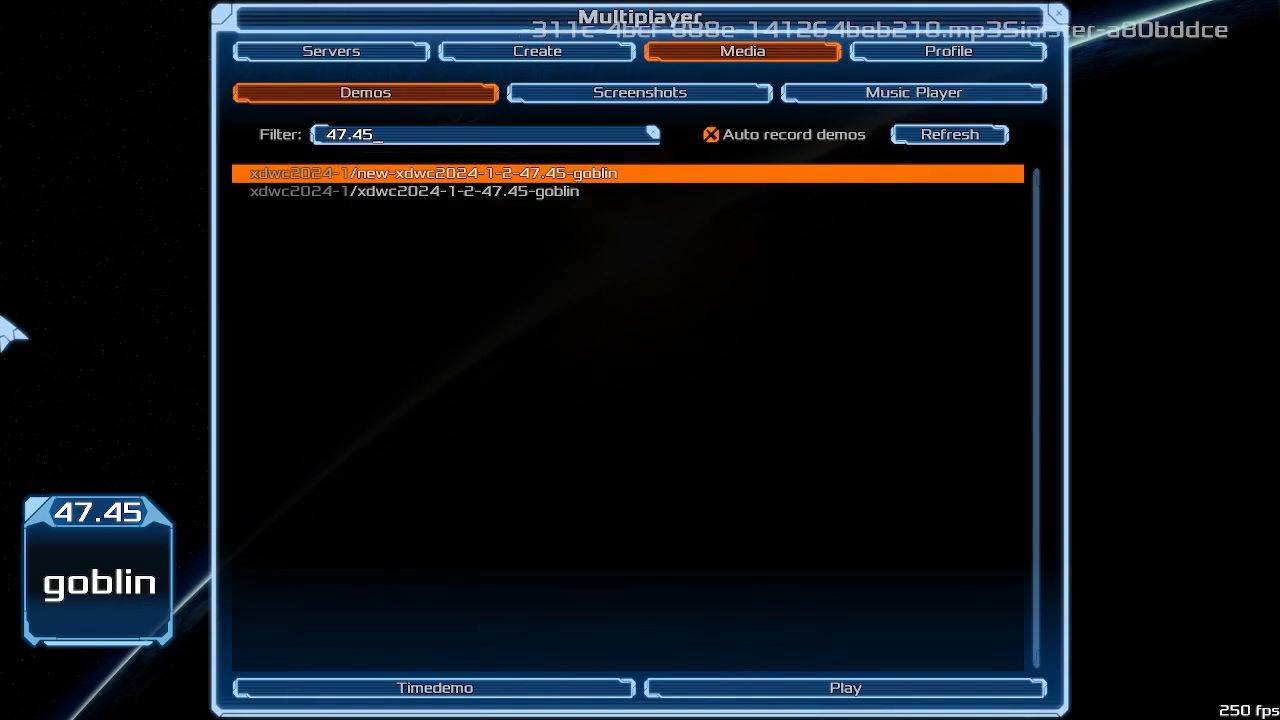 Multiplayer
-311c-4bcf-888e-141264beb210.mp3Sinister-a80bddce
Servers Create Media Profile
Demos Screenshots Music Player
Filter: 47.45_ Auto record demos Refresh
xdwc2024-1/new-xdwc2024-1-2-47.45-goblin
xdwc2024-1/xdwc2024-1-2-47.45-goblin
47.45
goblin
Timedemo Play
250 fps